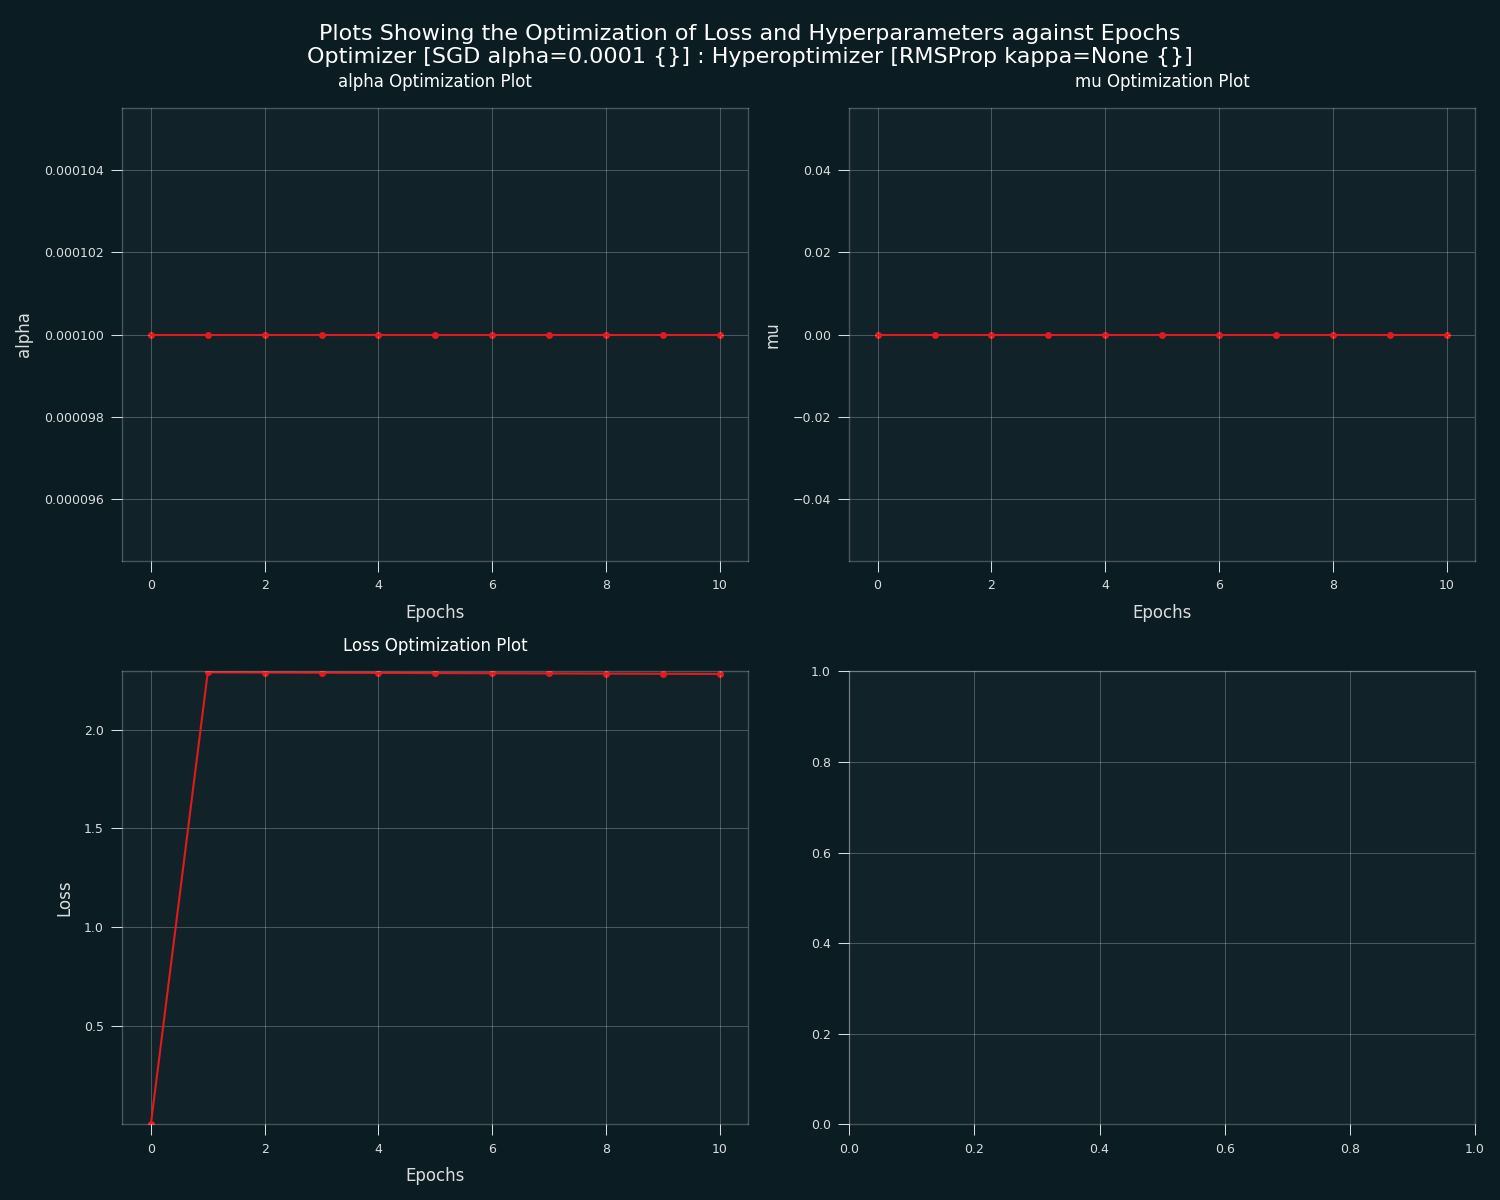 Plots Showing the Optimization of Loss and Hyperparameters against Epochs
Optimizer [SGD alpha=0.0001 {}] : Hyperoptimizer [RMSProp kappa=None {}]
alpha Optimization Plot
alpha
0.000104
0.000102
0.000100
0.000098
0.000096
0 2 4 6 8 10
Epochs
mu Optimization Plot
mu
0.04
0.02
0.00
−0.02
−0.04
0 2 4 6 8 10
Epochs
Loss Optimization Plot
Loss
2.0
1.5
1.0
0.5
0 2 4 6 8 10
Epochs
1.0
0.8
0.6
0.4
0.2
0.0
0.0 0.2 0.4 0.6 0.8 1.0